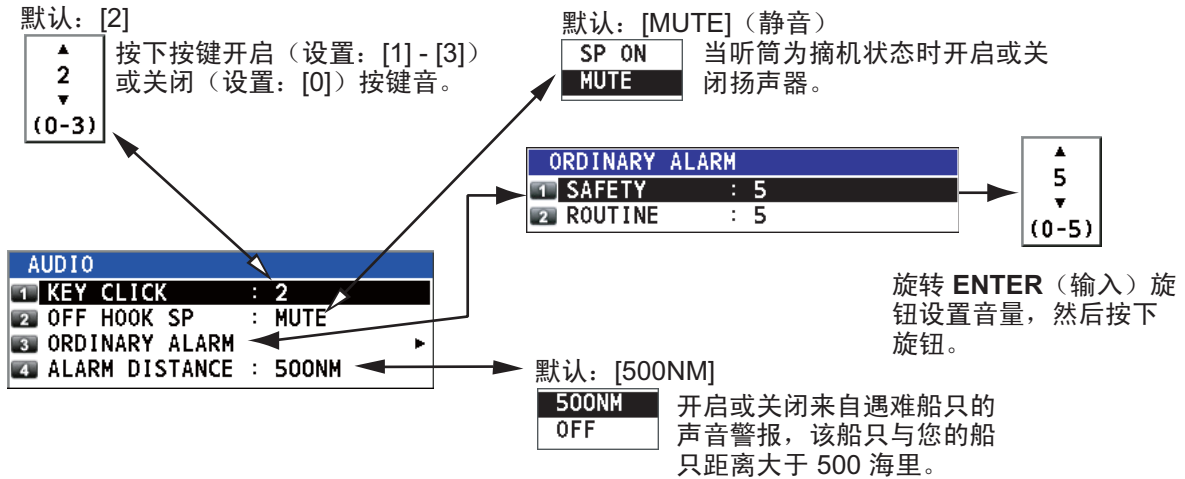 默认：[2]
▲
2
▼
(0-3)
按下按键开启（设置：[1] - [3]）
或关闭（设置：[0]）按键音。
默认：[MUTE]（静音）
SP ON
MUTE
当听筒为摘机状态时开启或关
闭扬声器。
ORDINARY ALARM
1 SAFETY : 5
2 ROUTINE : 5
▲
5
▼
(0-5)
旋转 ENTER（输入）旋
钮设置音量，然后按下
旋钮。
AUDIO
1 KEY CLICK : 2
2 OFF HOOK SP : MUTE
3 ORDINARY ALARM ▶
4 ALARM DISTANCE : 500NM
默认：[500NM]
500NM
OFF
开启或关闭来自遇难船只的
声音警报，该船只与您的船
只距离大于 500 海里。